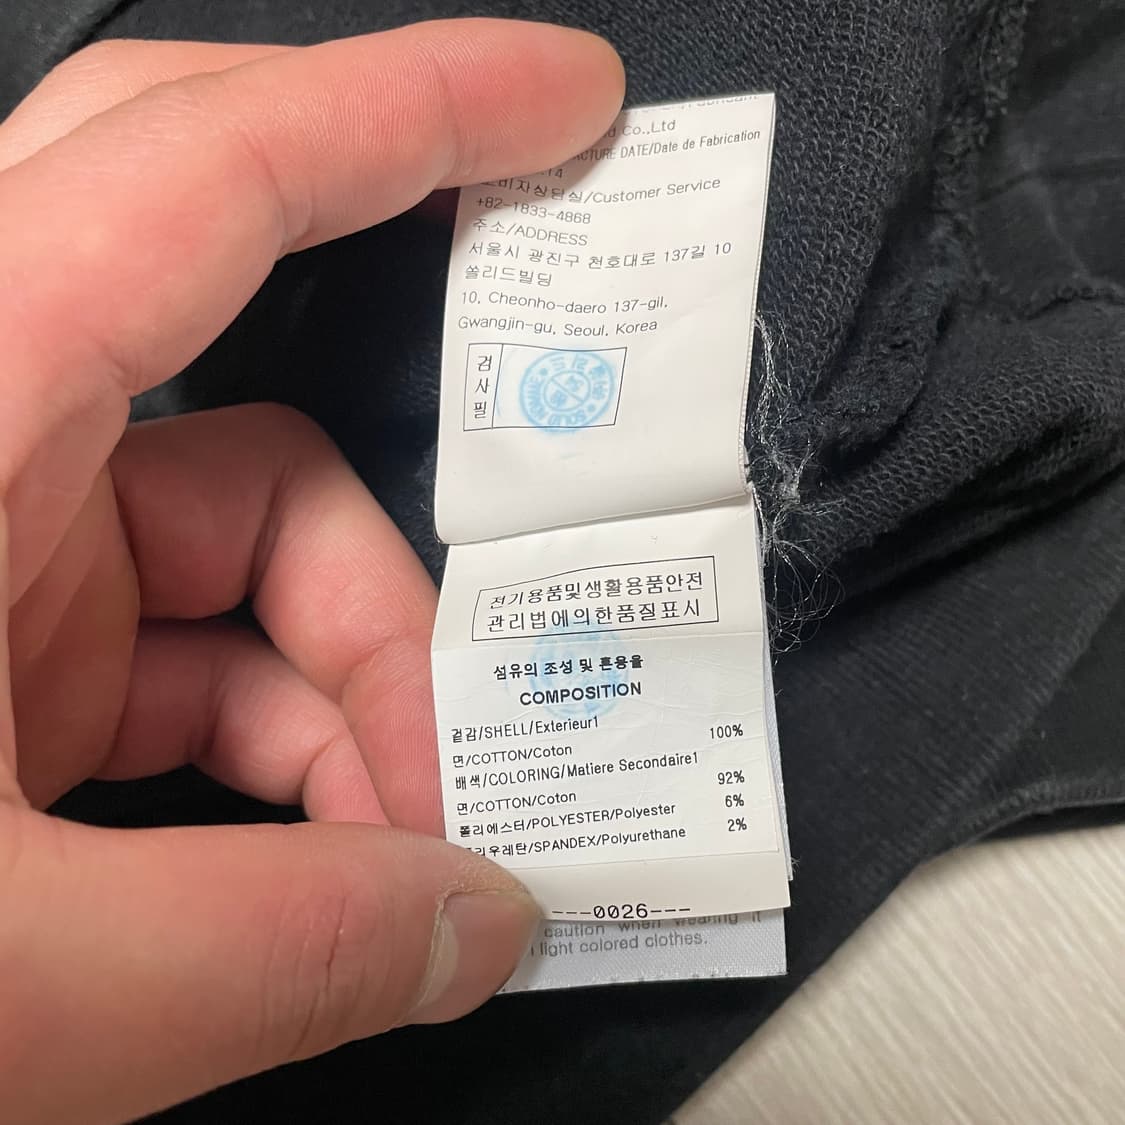 Co.,Ltd
DATE/Date de Fabrication
14
소비자상담실/Customer Service
+82-1833-4868
주소/ADDRESS
서울시 광진구 천호대로 137길 10
쏠리드빌딩
10, Cheonho-daero 137-gil,
Gwangjin-gu, Seoul, Korea
검
사
필
전기용품및생활용품안전
관리법에의한품질표시
섬유의 조성 및 혼용율
COMPOSITION
겉감/SHELL/Exterieur1
면/COTTON/Coton 100%
배색/COLORING/Matiere Secondaire1
면/COTTON/Coton 92%
폴리에스터/POLYESTER/Polyester 6%
리우레탄/SPANDEX/Polyurethane 2%
---0026---
caution when wearing it
light colored clothes.